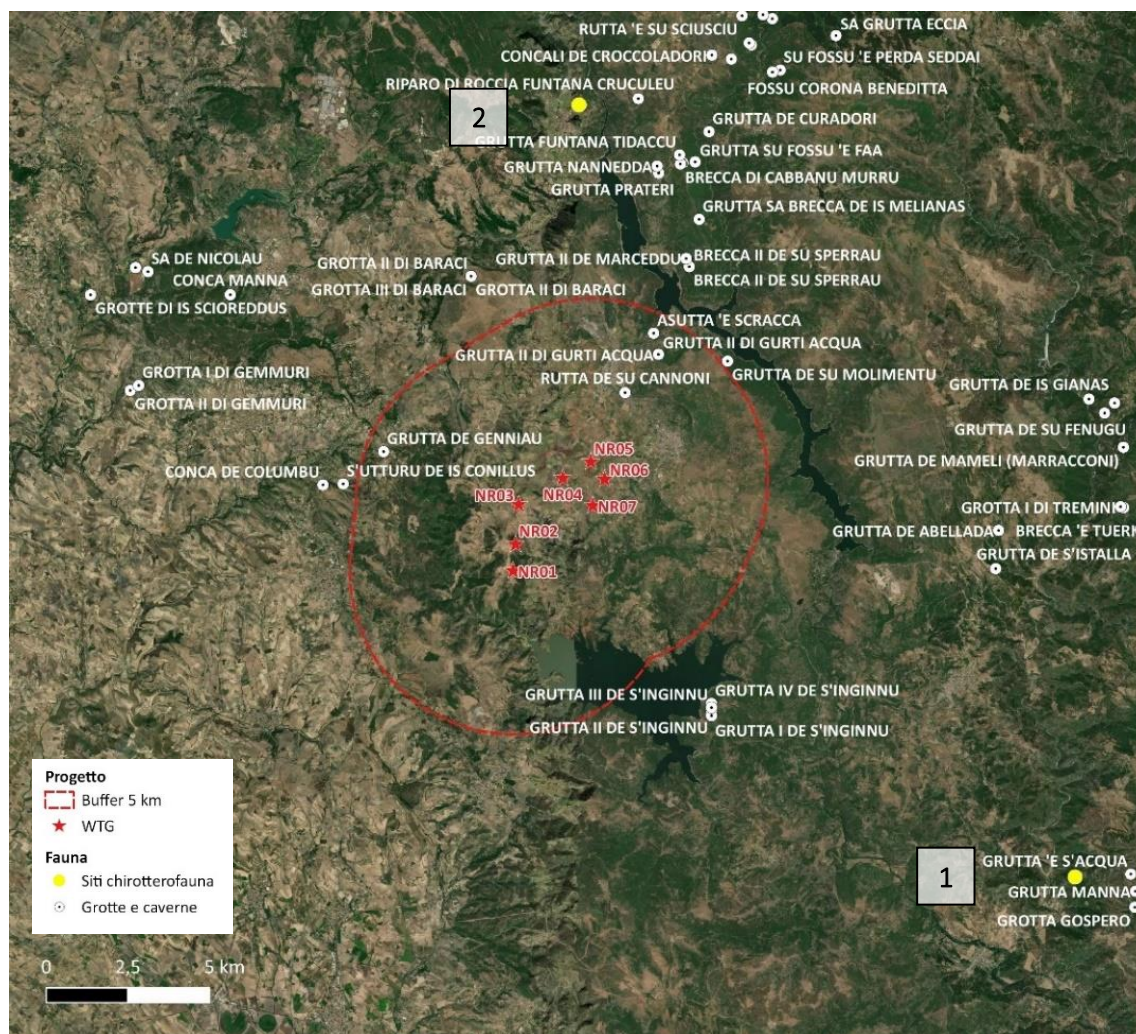 RUTTA 'E SU SCIUSCIU
SA GRUTTA ECCIA
CONCALI DE CROCCOLADORI
SU FOSSU 'E PERDA SEDDAI
RIPARO DI ROCCIA FUNTANA CRUCULEU
FOSSU CORONA BENEDITTA
2
GRUTTA DE CURADORI
GRUTTA FUNTANA TIDACCU
GRUTTA SU FOSSU 'E FAA
GRUTTA NANNEDDA
BRECCA DI CABBANU MURRU
GRUTTA PRATERI
GRUTTA SA BRECCA DE IS MELIANAS
SA DE NICOLAU
GROTTA II DI BARACI
GRUTTA II DE MARCEDDU
BRECCA II DE SU SPERRAU
CONCA MANNA
GROTTA III DI BARACI
GROTTA II DI BARACI
BRECCA II DE SU SPERRAU
GROTTE DI IS SCIOREDDUS
ASUTTA 'E SCRACCA
GRUTTA II DI GURTI ACQUA
GRUTTA II DI GURTI ACQUA
GROTTA I DI GEMMURI
RUTTA DE SU CANNONI
GRUTTA DE SU MOLIMENTU
GRUTTA DE IS GIANAS
GROTTA II DI GEMMURI
GRUTTA DE SU FENUGU
GRUTTA DE GENNIAU
GRUTTA DE MAMELI (MARRACCONI)
CONCA DE COLUMBU
S'UTTURU DE IS CONILLUS
NR05
NR04
NR06
NR03
NR07
GROTTA I DI TREMINI
GRUTTA DE ABELLADA
BRECCA 'E TUERI
NR02
GRUTTA DE S'ISTALLA
NR01
GRUTTA III DE S'INGINNU
GRUTTA IV DE S'INGINNU
GRUTTA II DE S'INGINNU
GRUTTA I DE S'INGINNU
Progetto
Buffer 5 km
WTG
Fauna
Siti chirotterofauna
Grotte e caverne
0 2,5 5 km
1
GRUTTA 'E S'ACQUA
GRUTTA MANNA
GROTTA GOSPERO